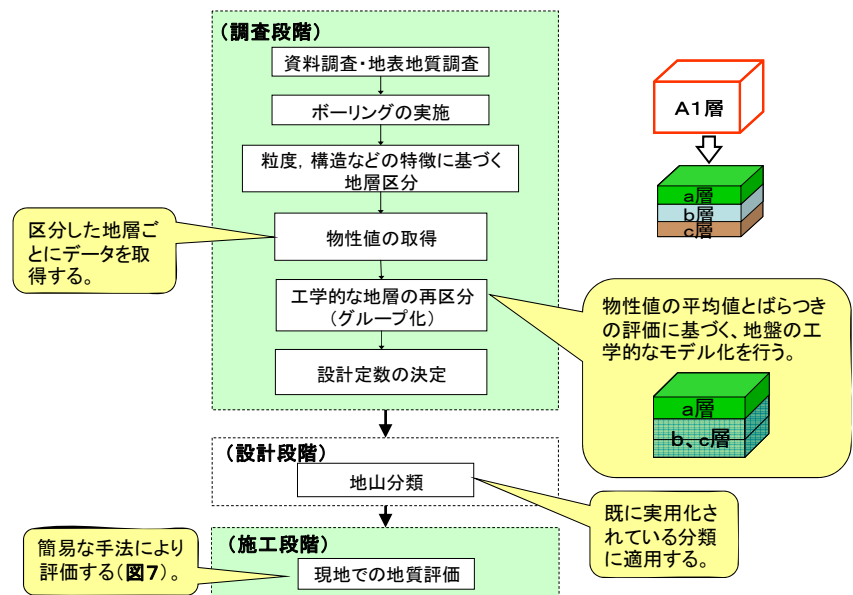 (調査段階)
資料調査・地表地質調査
ボーリングの実施
粒度，構造などの特徴に基づく
地層区分
物性値の取得
工学的な地層の再区分
(グループ化)
設計定数の決定
区分した地層ご
とにデータを取
得する。
A1層
a層
b層
c層
物性値の平均値とばらつき
の評価に基づく、地盤の工
学的なモデル化を行う。
a層
b、c層
(設計段階)
地山分類
既に実用化さ
れている分類
に適用する。
(施工段階)
現地での地質評価
簡易な手法により
評価する(図7)。